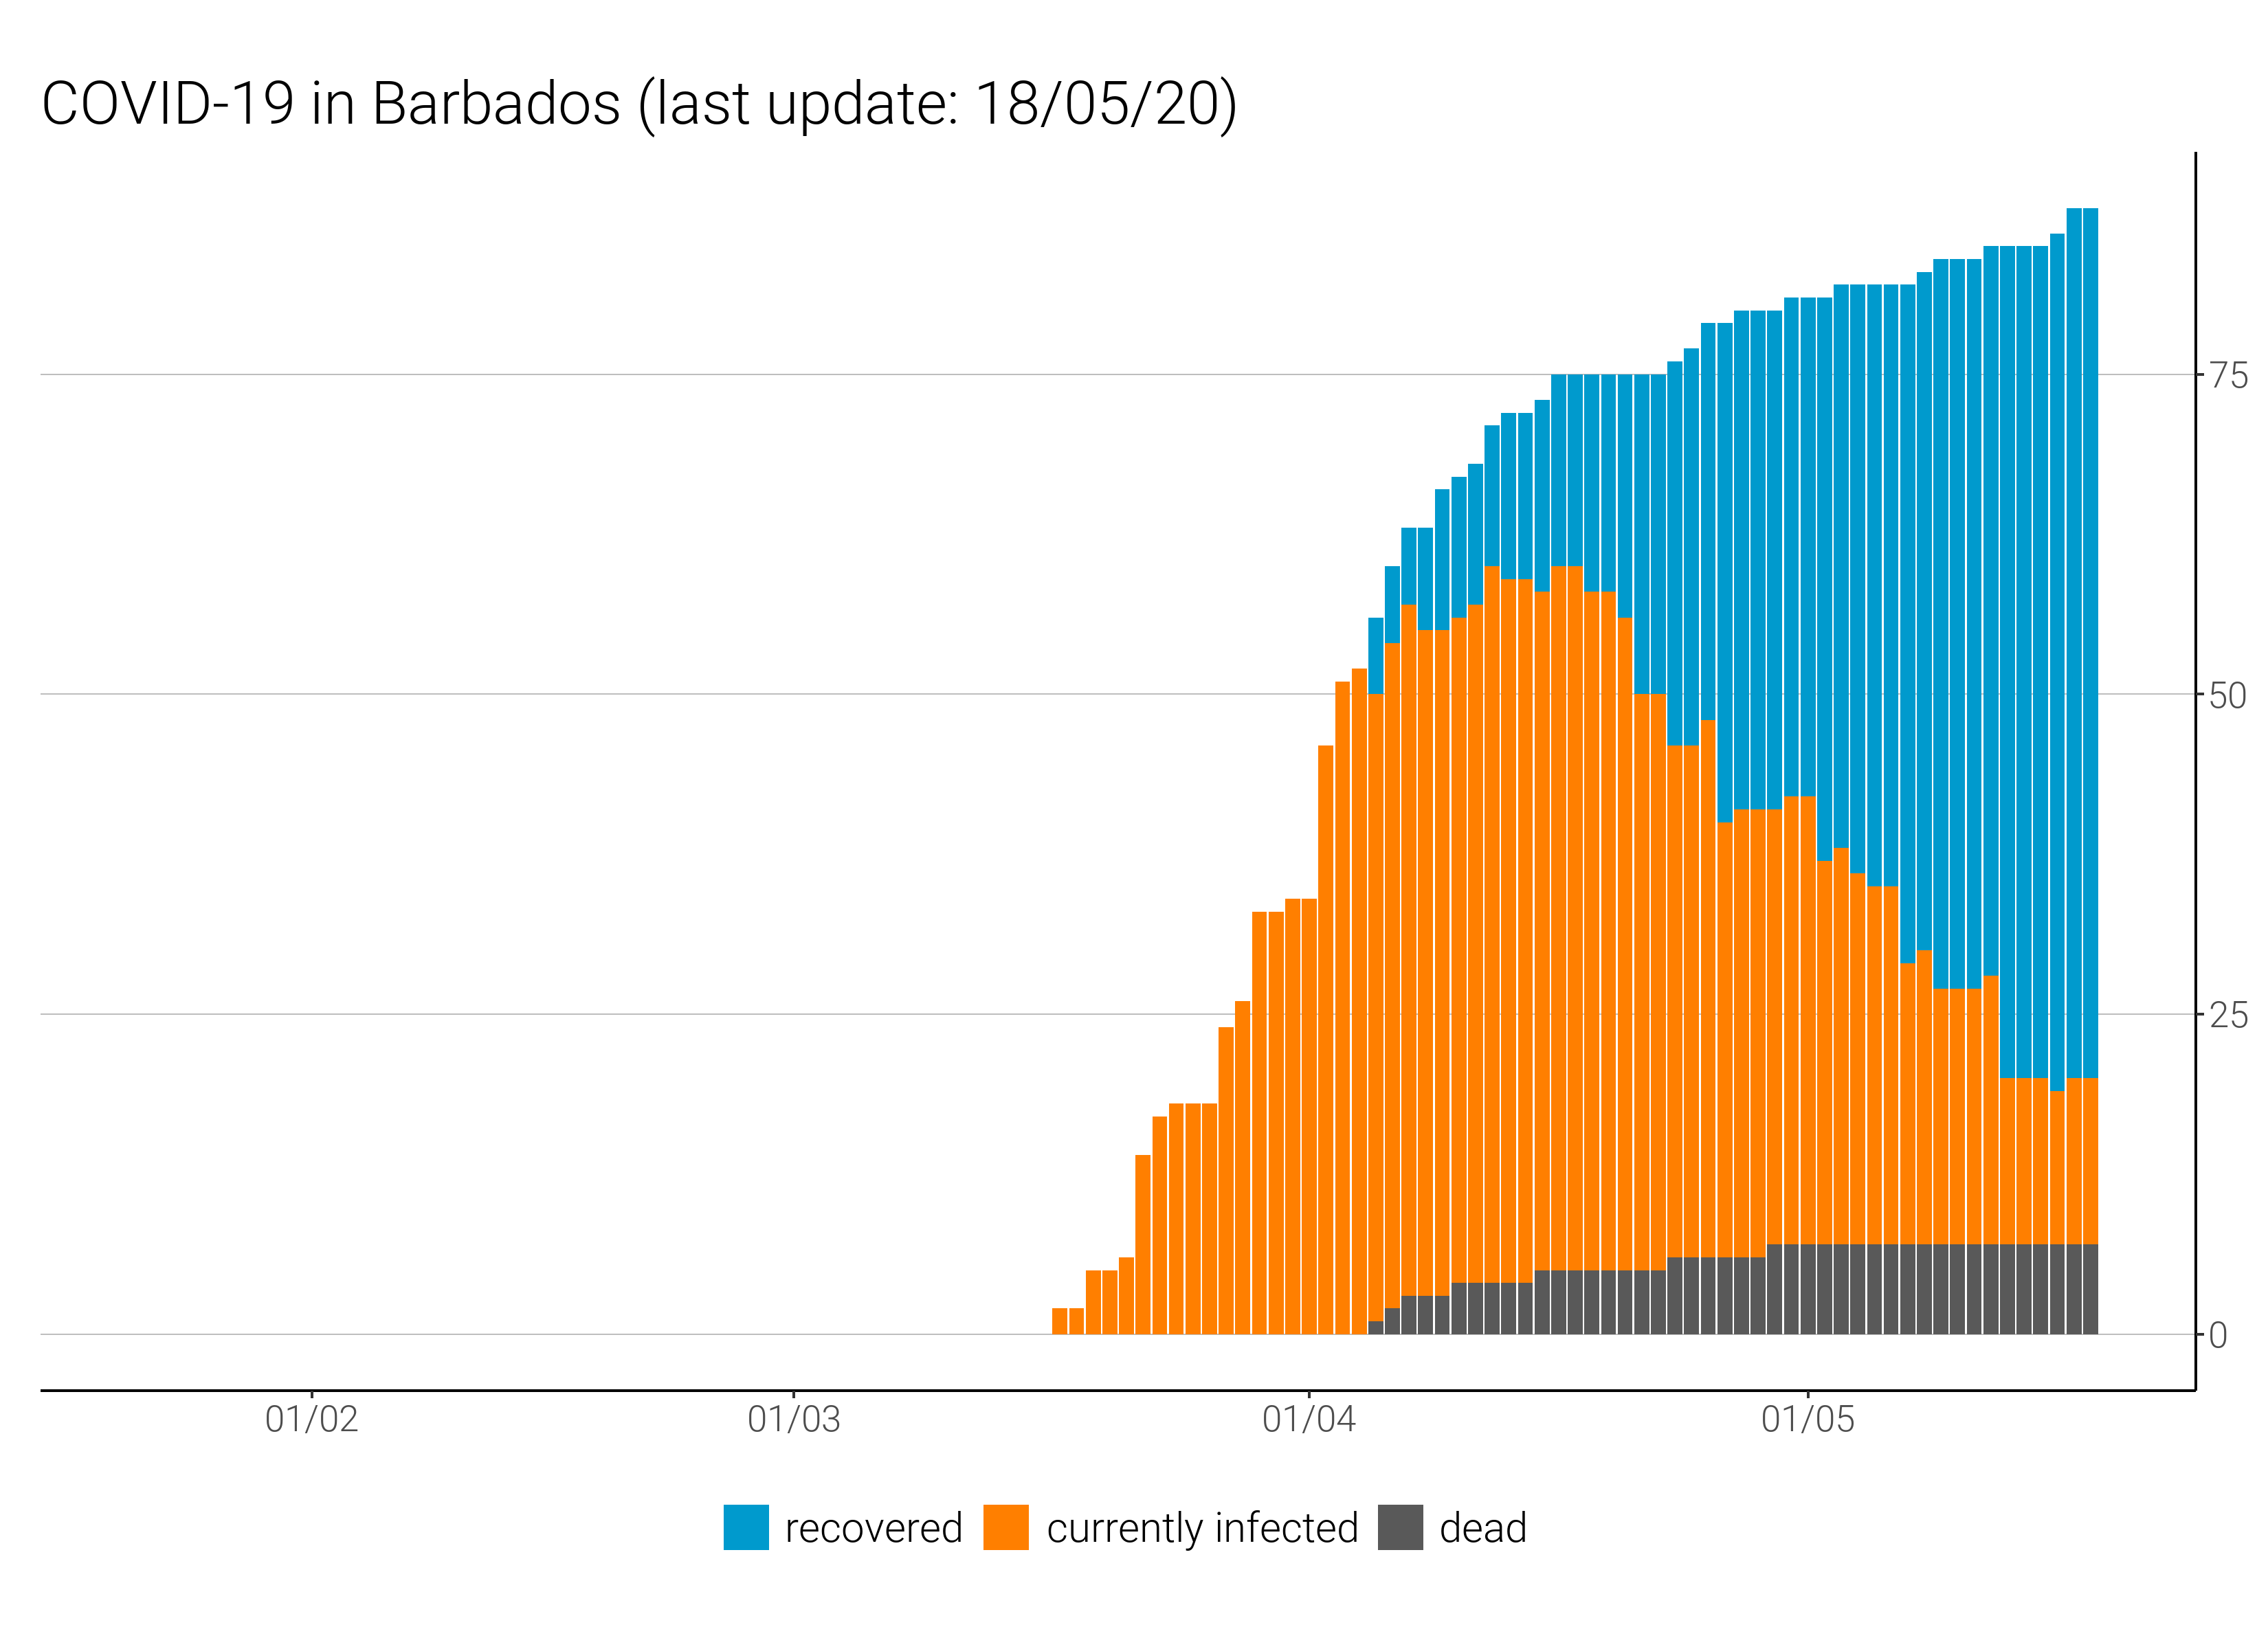 COVID-19 in Barbados (last update: 18/05/20)
75
50
25
0
01/02 01/03 01/04 01/05
recovered currently infected dead